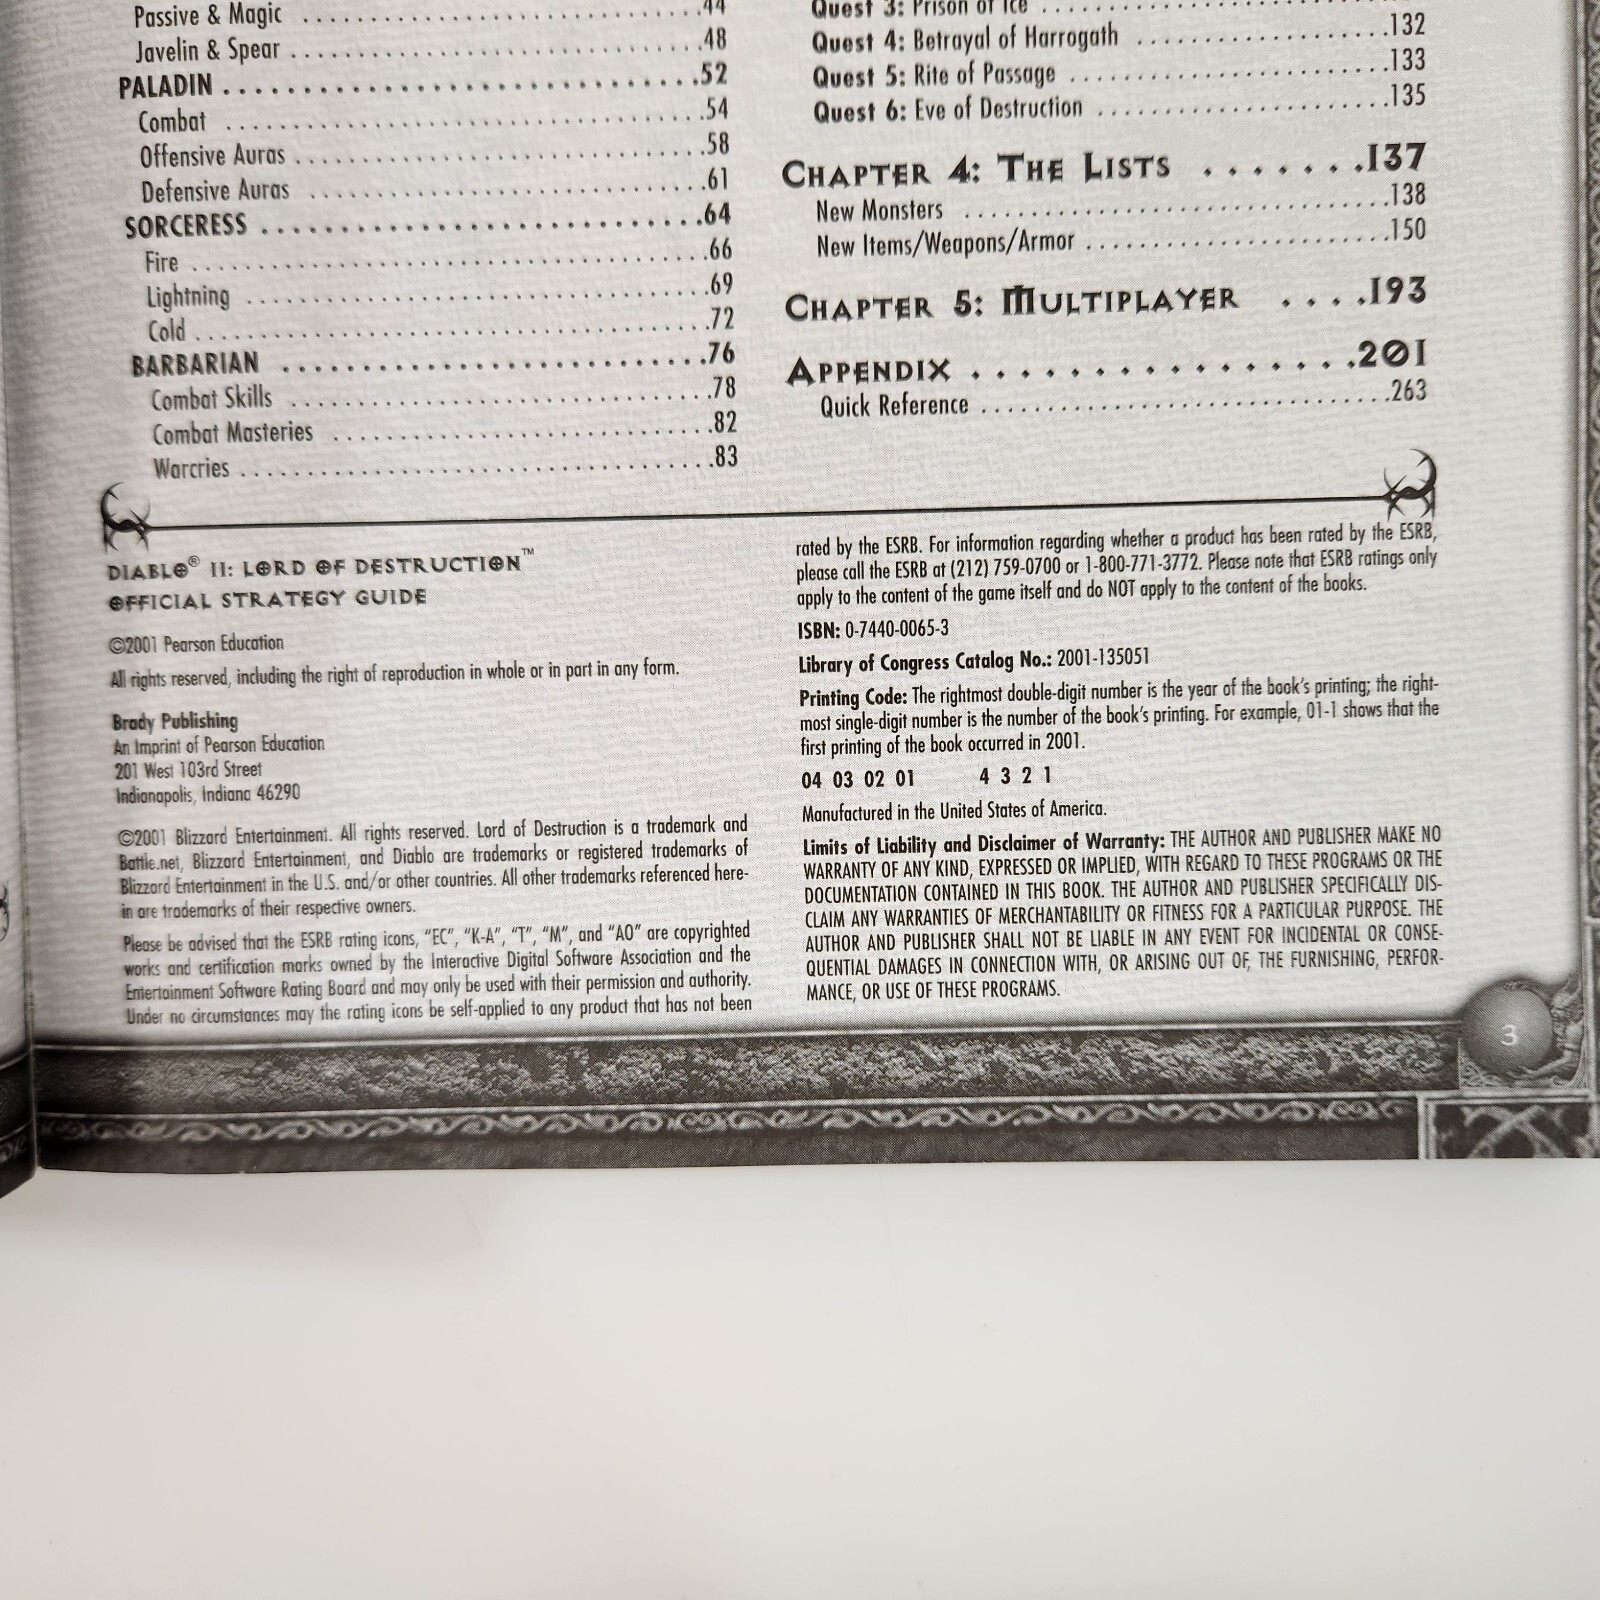 Passive & Magic . . . . . . . . . . . . . . . . . . . . . . . . . . . . . . .44
Javelin & Spear . . . . . . . . . . . . . . . . . . . . . . . . . . . . . . .48
PALADIN . . . . . . . . . . . . . . . . . . . . . . . . . . . . .52
Combat . . . . . . . . . . . . . . . . . . . . . . . . . . . . . . . . . . . .54
Offensive Auras . . . . . . . . . . . . . . . . . . . . . . . . . . . . . . .58
Defensive Auras . . . . . . . . . . . . . . . . . . . . . . . . . . . . . .61
SORCERESS . . . . . . . . . . . . . . . . . . . . . . . . . . .64
Fire . . . . . . . . . . . . . . . . . . . . . . . . . . . . . . . . . . . . . . .66
Lightning . . . . . . . . . . . . . . . . . . . . . . . . . . . . . . . . . . .69
Cold . . . . . . . . . . . . . . . . . . . . . . . . . . . . . . . . . . . . . . .72
BARBARIAN . . . . . . . . . . . . . . . . . . . . . . . . . .76
Combat Skills . . . . . . . . . . . . . . . . . . . . . . . . . . . . . . . .78
Combat Masteries . . . . . . . . . . . . . . . . . . . . . . . . . . . . .82
Warcries . . . . . . . . . . . . . . . . . . . . . . . . . . . . . . . . . . . .83
Quest 3: Prison of Ice . . . . . . . . . . . . . . . . . . . . . . . . . .
Quest 4: Betrayal of Harrogath . . . . . . . . . . . . . . . . . . .132
Quest 5: Rite of Passage . . . . . . . . . . . . . . . . . . . . . . . .133
Quest 6: Eve of Destruction . . . . . . . . . . . . . . . . . . . . . .135
CHAPTER 4: THE LISTS . . . . . . .137
New Monsters . . . . . . . . . . . . . . . . . . . . . . . . . . . . . . . .138
New Items/Weapons/Armor . . . . . . . . . . . . . . . . . . . . . . .150
CHAPTER 5: MULTIPLAYER . . . .193
APPENDIX . . . . . . . . . . . . . . . .201
Quick Reference . . . . . . . . . . . . . . . . . . . . . . . . . . . . . . .263
DIABLO® II: LORD OF DESTRUCTION™
OFFICIAL STRATEGY GUIDE
©2001 Pearson Education
All rights reserved, including the right of reproduction in whole or in part in any form.
Brady Publishing
An Imprint of Pearson Education
201 West 103rd Street
Indianapolis, Indiana 46290
©2001 Blizzard Entertainment. All rights reserved. Lord of Destruction is a trademark and
Battle.net, Blizzard Entertainment, and Diablo are trademarks or registered trademarks of
Blizzard Entertainment in the U.S. and/or other countries. All other trademarks referenced here-
in are trademarks of their respective owners.
Please be advised that the ESRB rating icons, "EC", "K-A", "T", "M", and "AO" are copyrighted
works and certification marks owned by the Interactive Digital Software Association and the
Entertainment Software Rating Board and may only be used with their permission and authority.
Under no circumstances may the rating icons be self-applied to any product that has not been
rated by the ESRB. For information regarding whether a product has been rated by the ESRB,
please call the ESRB at (212) 759-0700 or 1-800-771-3772. Please note that ESRB ratings only
apply to the content of the game itself and do NOT apply to the content of the books.
ISBN: 0-7440-0065-3
Library of Congress Catalog No.: 2001-135051
Printing Code: The rightmost double-digit number is the year of the book's printing; the right-
most single-digit number is the number of the book's printing. For example, 01-1 shows that the
first printing of the book occurred in 2001.
04 03 02 01 4 3 2 1
Manufactured in the United States of America.
Limits of Liability and Disclaimer of Warranty: THE AUTHOR AND PUBLISHER MAKE NO
WARRANTY OF ANY KIND, EXPRESSED OR IMPLIED, WITH REGARD TO THESE PROGRAMS OR THE
DOCUMENTATION CONTAINED IN THIS BOOK. THE AUTHOR AND PUBLISHER SPECIFICALLY DIS-
CLAIM ANY WARRANTIES OF MERCHANTABILITY OR FITNESS FOR A PARTICULAR PURPOSE. THE
AUTHOR AND PUBLISHER SHALL NOT BE LIABLE IN ANY EVENT FOR INCIDENTAL OR CONSE-
QUENTIAL DAMAGES IN CONNECTION WITH, OR ARISING OUT OF, THE FURNISHING, PERFOR-
MANCE, OR USE OF THESE PROGRAMS.
3